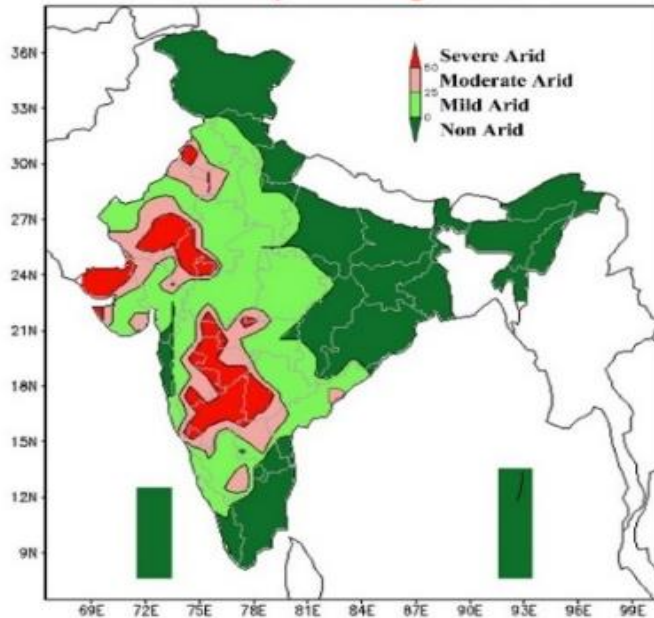 36N
33N
30N
27N
24N
21N
18N
15N
12N
9N
Severe Arid
50
Moderate Arid
25
Mild Arid
0
Non Arid
69E 72E 75E 78E 81E 84E 87E 90E 93E 96E 99E